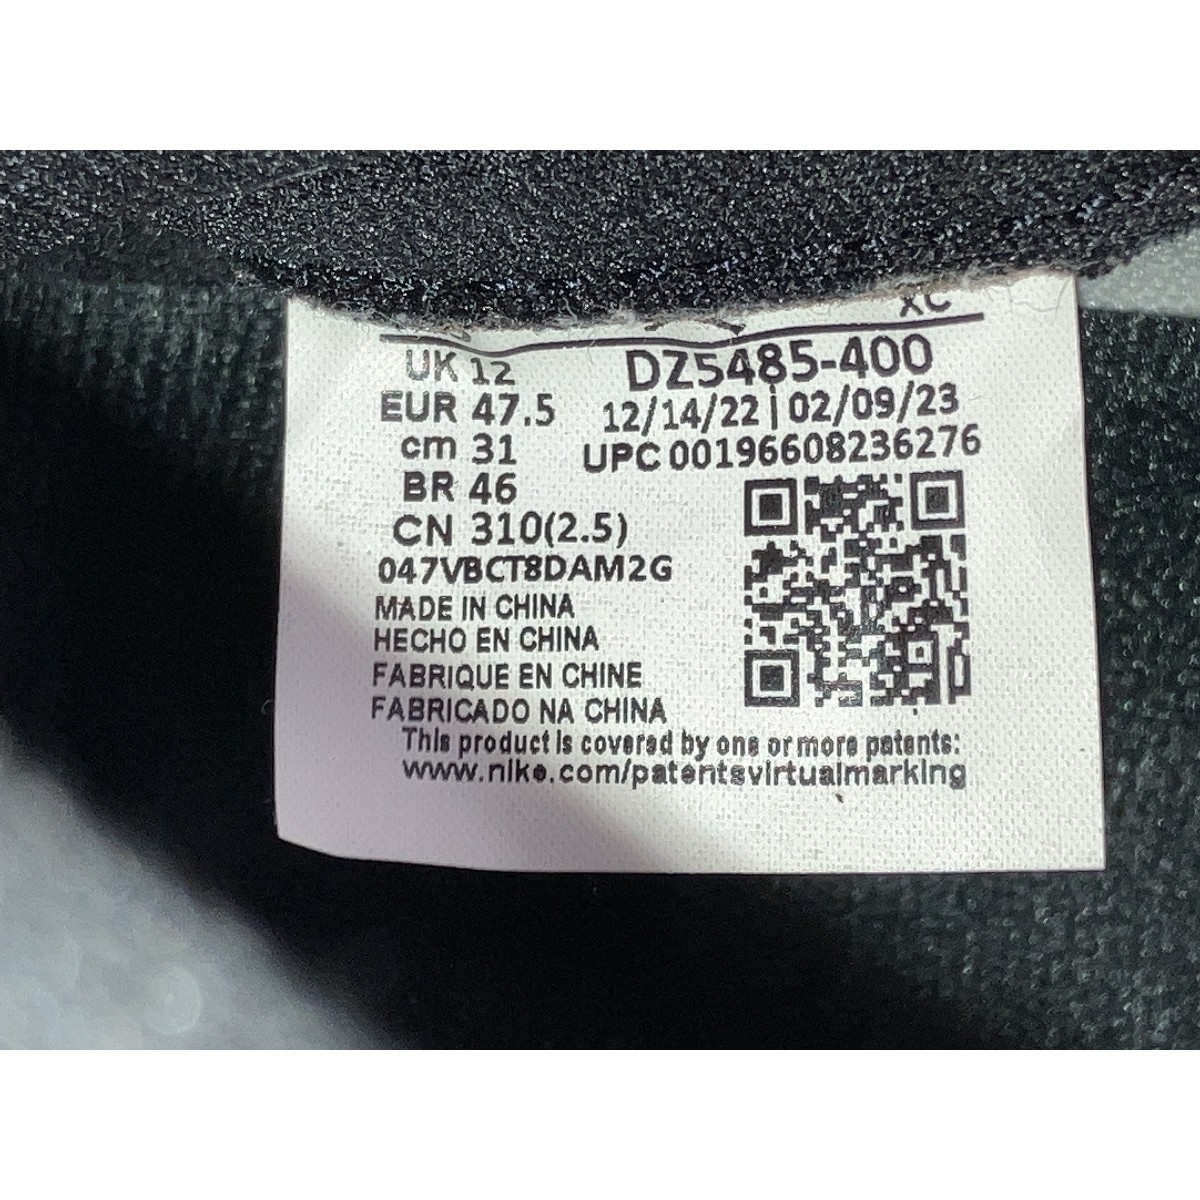 XC
UK 12
EUR 47.5
cm 31
BR 46
CN 310(2.5)
DZ5485-400
12/14/22 | 02/09/23
UPC 00196608236276
047VBCT8DAM2G
MADE IN CHINA
HECHO EN CHINA
FABRIQUE EN CHINE
FABRICADO NA CHINA
This product is covered by one or more patents:
www.nike.com/patentsvirtualmarking